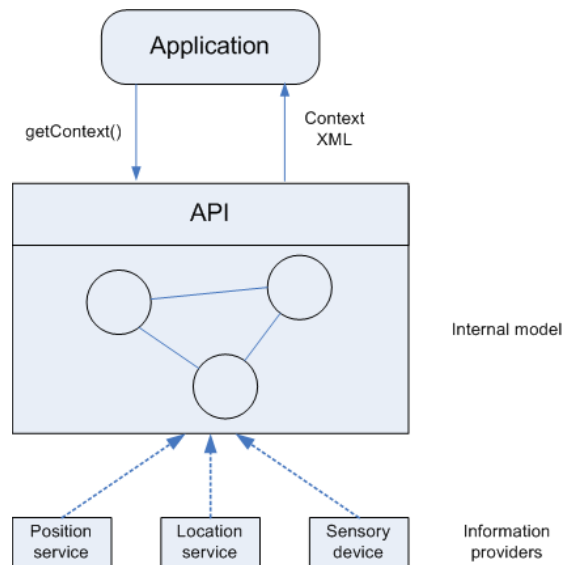 Application
getContext()
Context
XML
API
Internal model
Position
service
Location
service
Sensory
device
Information
providers